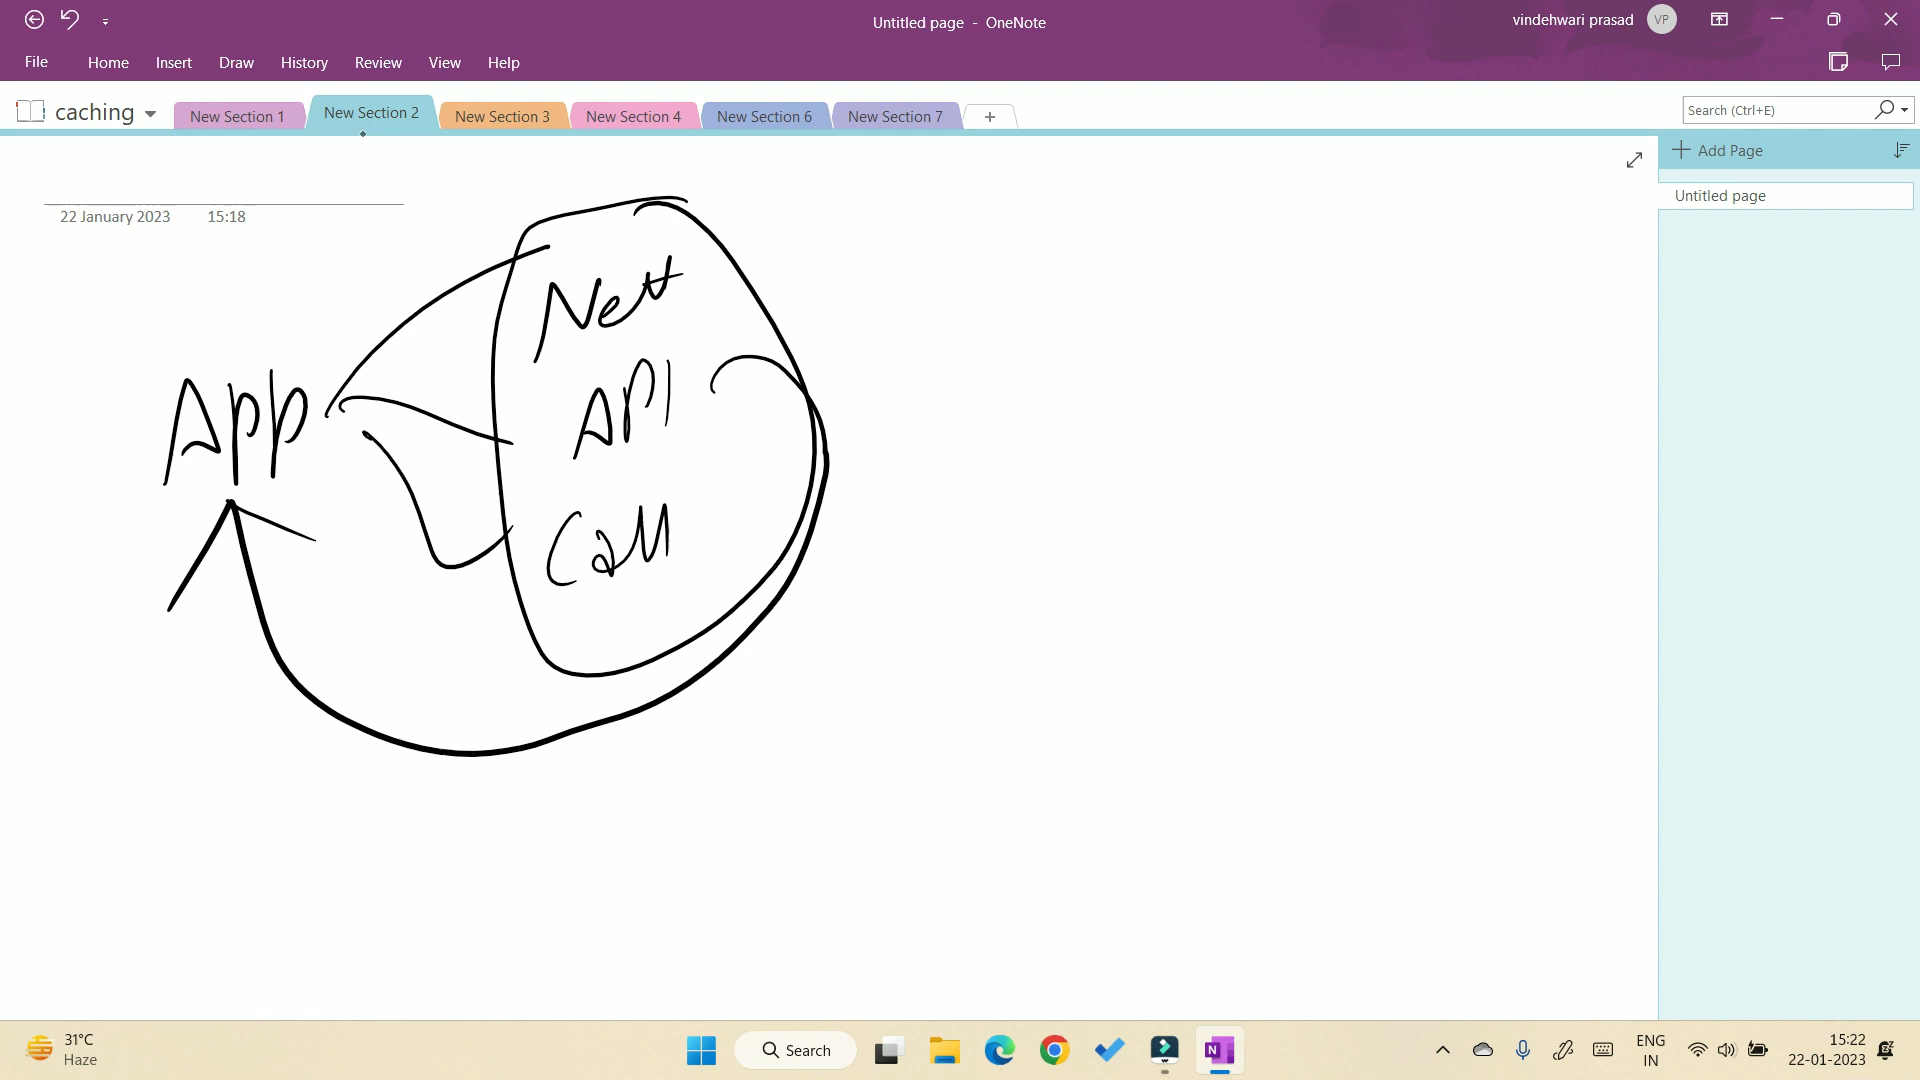 Untitled page - OneNote
vindehwari prasad VP
File Home Insert Draw History Review View Help
caching New Section 1 New Section 2 New Section 3 New Section 4 New Section 6 New Section 7
Search (Ctrl+E)
Add Page
Untitled page
22 January 2023 15:18
App
API
Call
31°C
Haze
Search
ENG
IN
15:22
22-01-2023